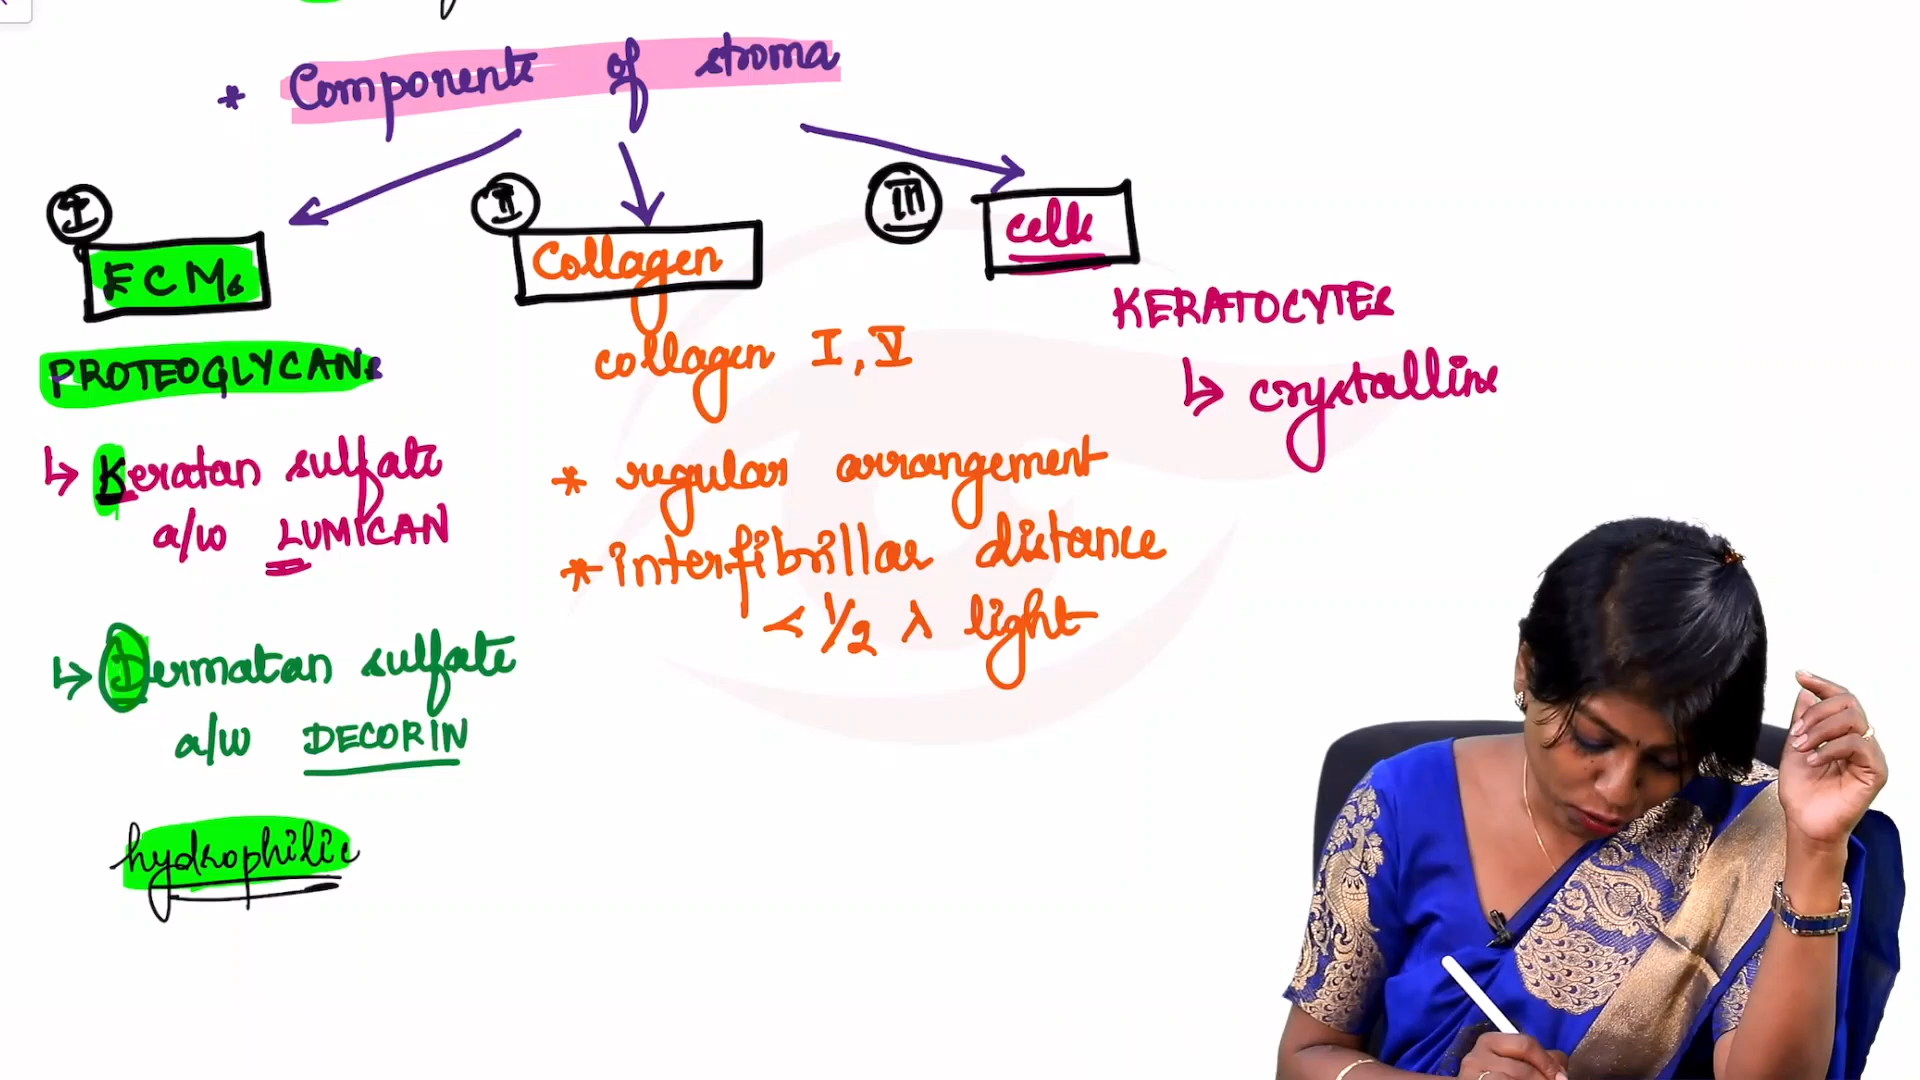 * Components of stroma
I
ECMs
II
Collagen
III
cells
PROTEOGLYCANs
↳ Keratan sulfate
a/w LUMICAN
↳ Dermatan sulfate
a/w DECORIN
hydrophilic
collagen I, V
* regular arrangement
* interfibrillar distance
< 1/2 λ light
KERATOCYTES
↳ crystallins